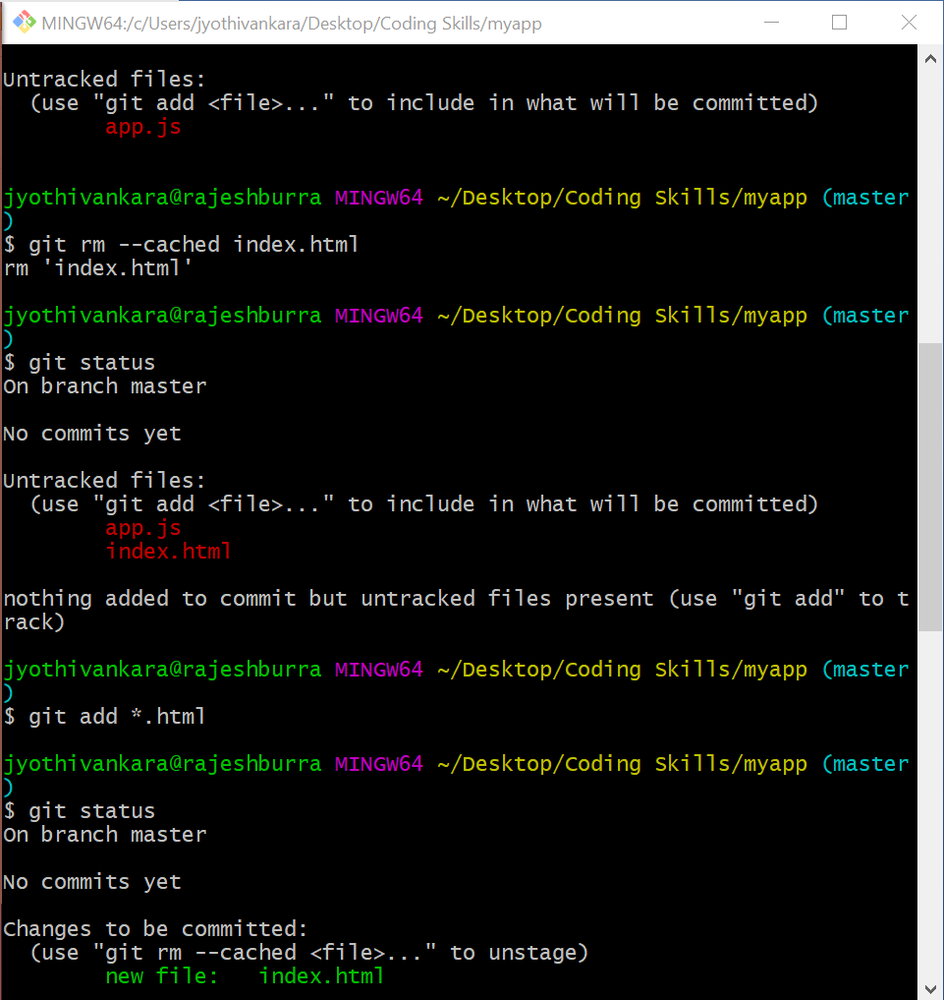 MINGW64:/c/Users/jyothivankara/Desktop/Coding Skills/myapp
Untracked files:
  (use "git add <file>..." to include in what will be committed)
        app.js
jyothivankara@rajeshburra MINGW64 ~/Desktop/Coding Skills/myapp (master
)
$ git rm --cached index.html
rm 'index.html'
jyothivankara@rajeshburra MINGW64 ~/Desktop/Coding Skills/myapp (master
)
$ git status
On branch master
No commits yet
Untracked files:
  (use "git add <file>..." to include in what will be committed)
        app.js
        index.html
nothing added to commit but untracked files present (use "git add" to t
rack)
jyothivankara@rajeshburra MINGW64 ~/Desktop/Coding Skills/myapp (master
)
$ git add *.html
jyothivankara@rajeshburra MINGW64 ~/Desktop/Coding Skills/myapp (master
)
$ git status
On branch master
No commits yet
Changes to be committed:
  (use "git rm --cached <file>..." to unstage)
        new file:   index.html